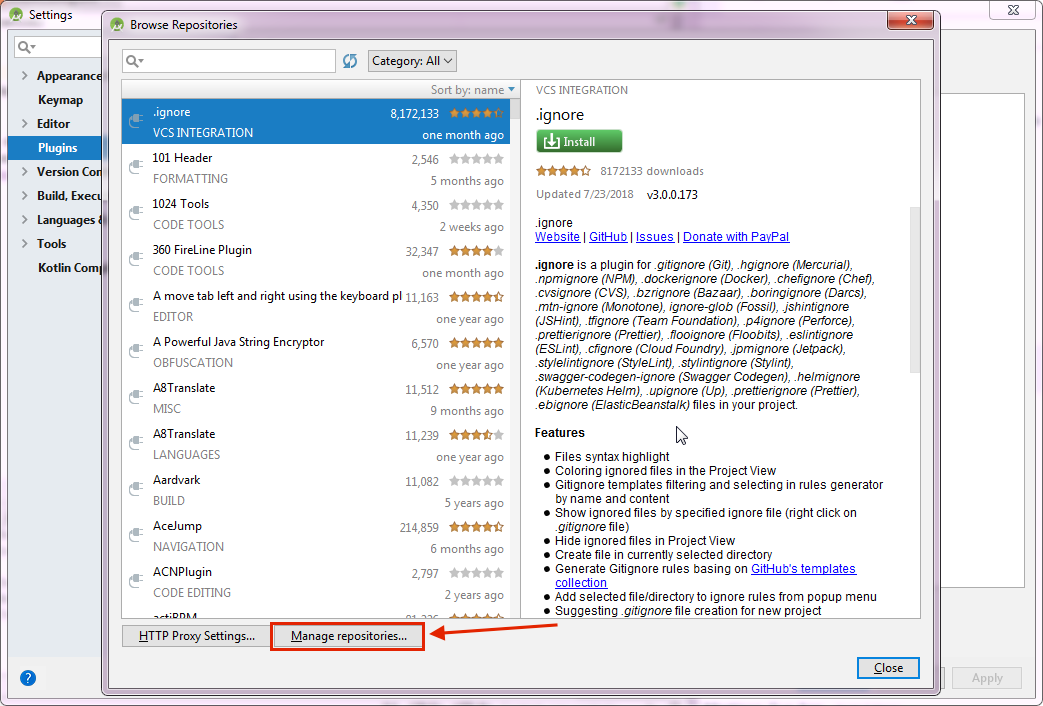 Settings
Browse Repositories
Category: All
Sort by: name
Appearance
Keymap
Editor
Plugins
Version Con
Build, Execu
Languages &
Tools
Kotlin Comp
.ignore 8,172,133
VCS INTEGRATION one month ago
101 Header 2,546
FORMATTING 5 months ago
1024 Tools 4,350
CODE TOOLS 2 weeks ago
360 FireLine Plugin 32,347
CODE TOOLS one month ago
A move tab left and right using the keyboard pl 11,163
EDITOR one year ago
A Powerful Java String Encryptor 6,570
OBFUSCATION one year ago
A8Translate 11,512
MISC 9 months ago
A8Translate 11,239
LANGUAGES one year ago
Aardvark 11,082
BUILD 5 years ago
AceJump 214,859
NAVIGATION 6 months ago
ACNPlugin 2,797
CODE EDITING 2 years ago
VCS INTEGRATION
.ignore
Install
8172133 downloads
Updated 7/23/2018 v3.0.0.173
.ignore
Website | GitHub | Issues | Donate with PayPal
.ignore is a plugin for .gitignore (Git), .hgignore (Mercurial),
.npmignore (NPM), .dockerignore (Docker), .chefignore (Chef),
.cvsignore (CVS), .bzrignore (Bazaar), .boringignore (Darcs),
.mtn-ignore (Monotone), ignore-glob (Fossil), .jshintignore
(JSHint), .tfignore (Team Foundation), .p4ignore (Perforce),
.prettierignore (Prettier), .flooignore (Floobits), .eslintignore
(ESLint), .cfignore (Cloud Foundry), .jpmignore (Jetpack),
.stylelintignore (StyleLint), .stylintignore (Stylint),
.swagger-codegen-ignore (Swagger Codegen), .helmignore
(Kubernetes Helm), .upignore (Up), .prettierignore (Prettier),
.ebignore (ElasticBeanstalk) files in your project.
Features
● Files syntax highlight
● Coloring ignored files in the Project View
● Gitignore templates filtering and selecting in rules generator
by name and content
● Show ignored files by specified ignore file (right click on
.gitignore file)
● Hide ignored files in Project View
● Create file in currently selected directory
● Generate Gitignore rules basing on GitHub's templates
collection
● Add selected file/directory to ignore rules from popup menu
● Suggesting .gitignore file creation for new project
HTTP Proxy Settings...
Manage repositories...
Close
?
Apply